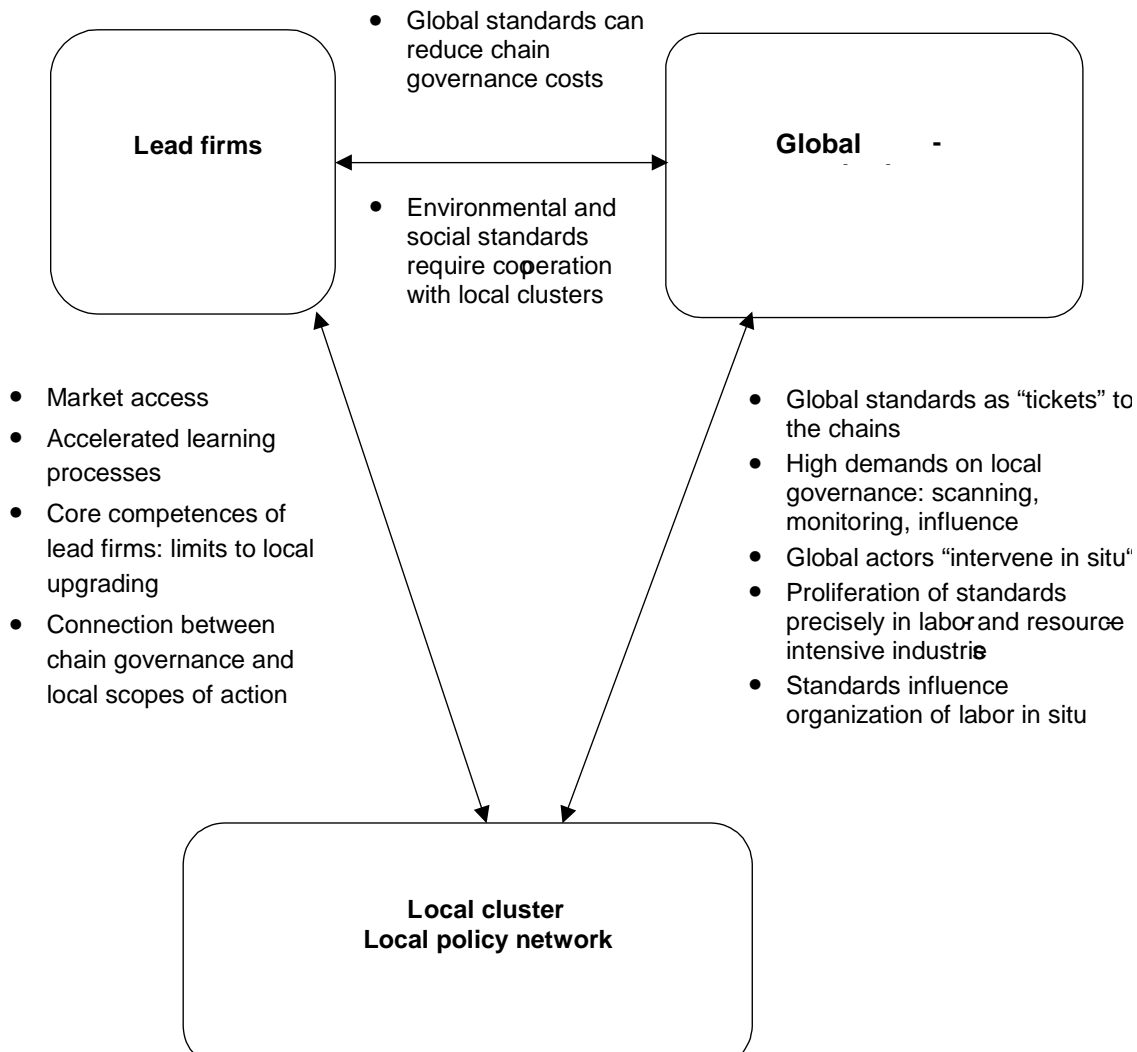 • Global standards can
reduce chain
governance costs
Lead firms
Global -
• Environmental and
social standards
require cooperation
with local clusters
• Market access
• Accelerated learning
processes
• Core competences of
lead firms: limits to local
upgrading
• Connection between
chain governance and
local scopes of action
• Global standards as “tickets” to
the chains
• High demands on local
governance: scanning,
monitoring, influence
• Global actors “intervene in situ“
• Proliferation of standards
precisely in labor- and resource-
intensive industries
• Standards influence
organization of labor in situ
Local cluster
Local policy network